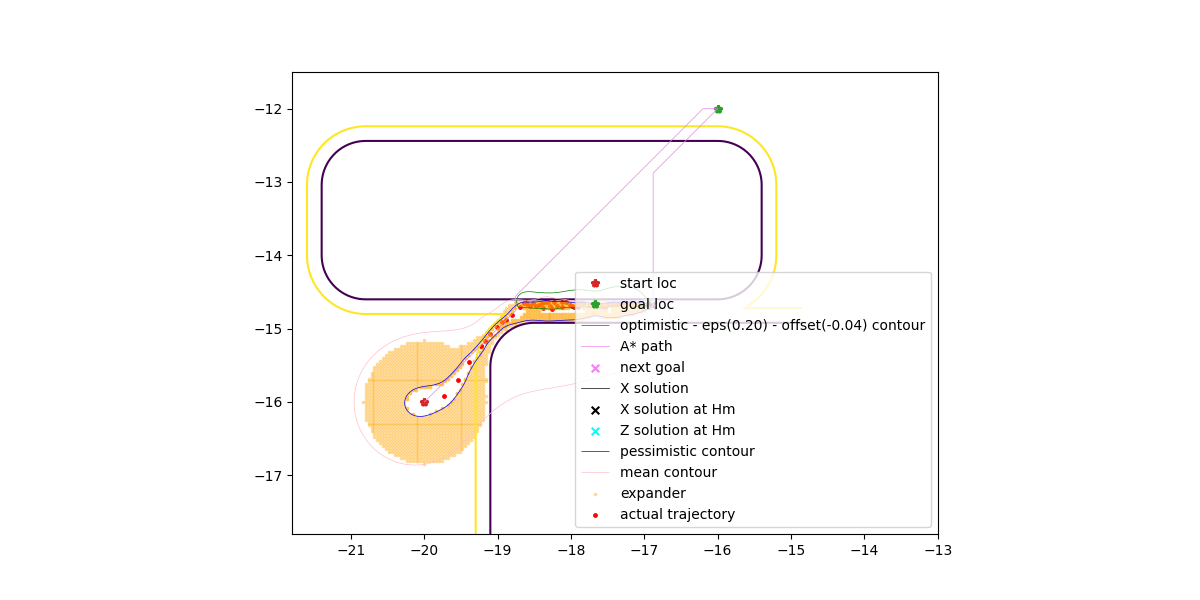 −12
−13
−14
−15
−16
−17
−21
−20
−19
−18
−17
−16
−15
−14
−13
start loc
goal loc
optimistic - eps(0.20) - offset(-0.04) contour
A* path
next goal
X solution
X solution at Hm
Z solution at Hm
pessimistic contour
mean contour
expander
actual trajectory